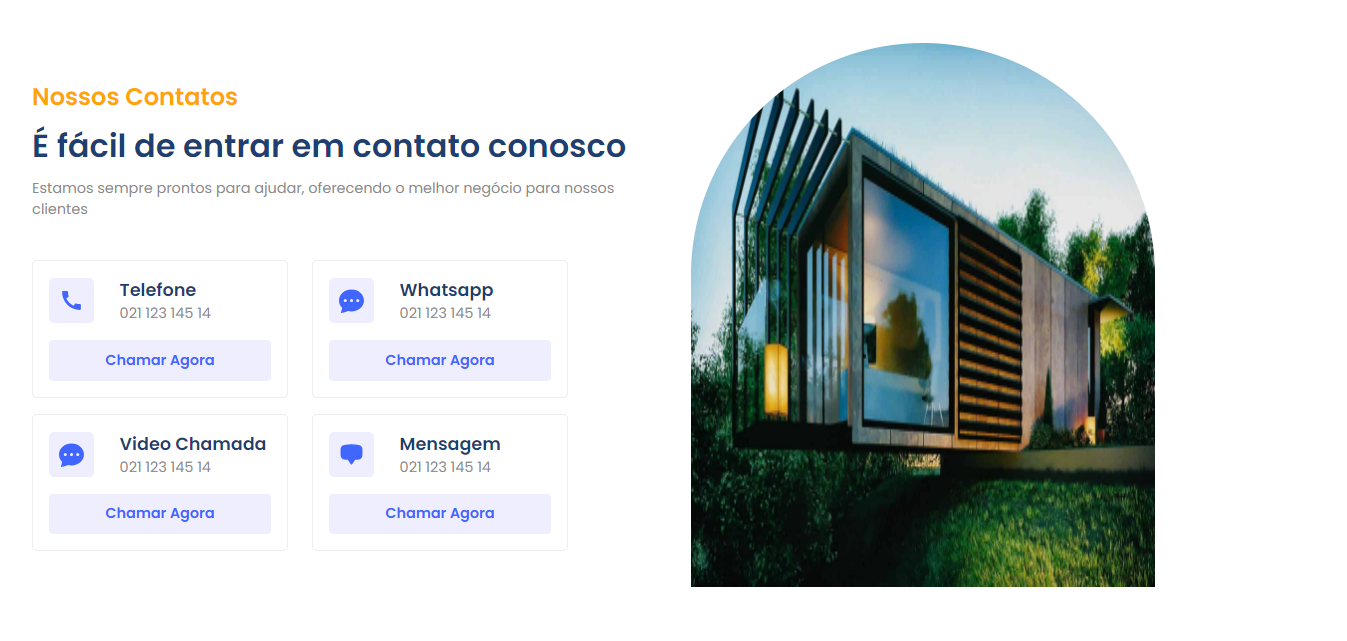 Nossos Contatos
É fácil de entrar em contato conosco
Estamos sempre prontos para ajudar, oferecendo o melhor negócio para nossos
clientes
Telefone
021 123 145 14
Chamar Agora
Whatsapp
021 123 145 14
Chamar Agora
Video Chamada
021 123 145 14
Chamar Agora
Mensagem
021 123 145 14
Chamar Agora